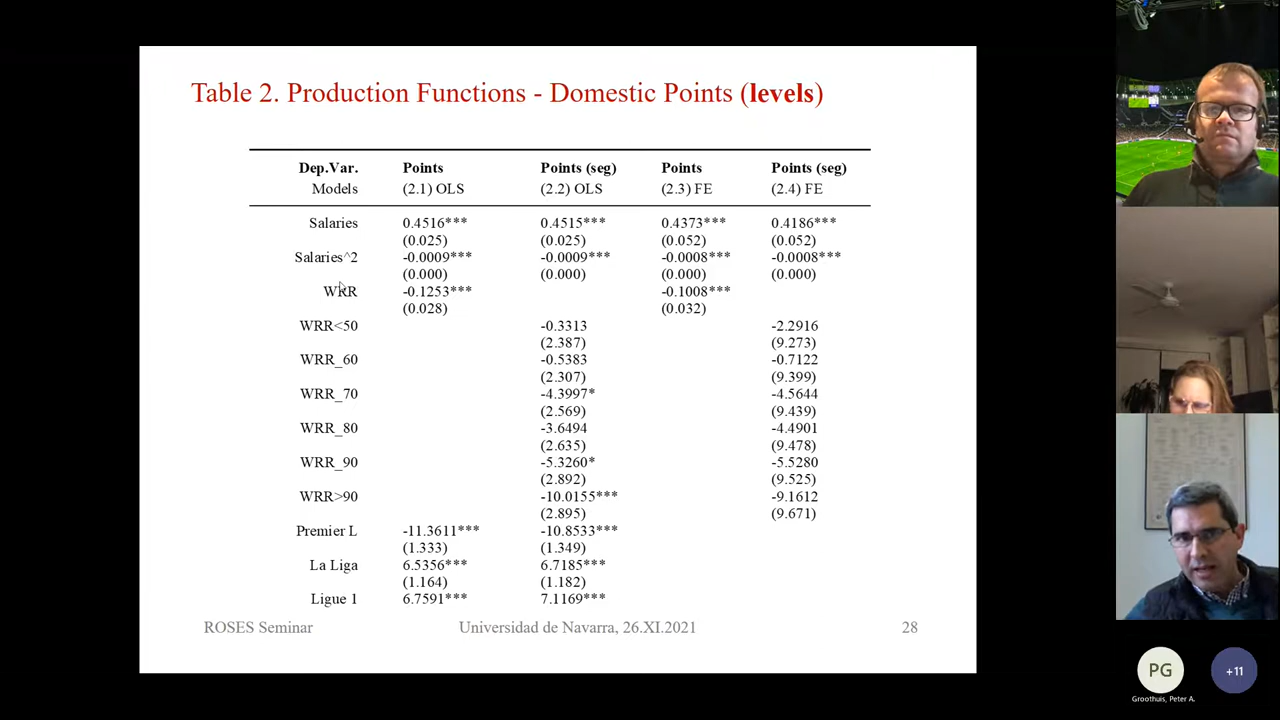 Table 2. Production Functions - Domestic Points (levels)
Dep.Var. Points Points (seg) Points Points (seg)
Models (2.1) OLS (2.2) OLS (2.3) FE (2.4) FE
Salaries 0.4516*** 0.4515*** 0.4373*** 0.4186***
(0.025) (0.025) (0.052) (0.052)
Salaries^2 -0.0009*** -0.0009*** -0.0008*** -0.0008***
(0.000) (0.000) (0.000) (0.000)
WRR -0.1253*** -0.1008***
(0.028) (0.032)
WRR<50 -0.3313 -2.2916
(2.387) (9.273)
WRR_60 -0.5383 -0.7122
(2.307) (9.399)
WRR_70 -4.3997* -4.5644
(2.569) (9.439)
WRR_80 -3.6494 -4.4901
(2.635) (9.478)
WRR_90 -5.3260* -5.5280
(2.892) (9.525)
WRR>90 -10.0155*** -9.1612
(2.895) (9.671)
Premier L -11.3611*** -10.8533***
(1.333) (1.349)
La Liga 6.5356*** 6.7185***
(1.164) (1.182)
Ligue 1 6.7591*** 7.1169***
ROSES Seminar Universidad de Navarra, 26.XI.2021 28
PG
+11
Groothuis, Peter A.